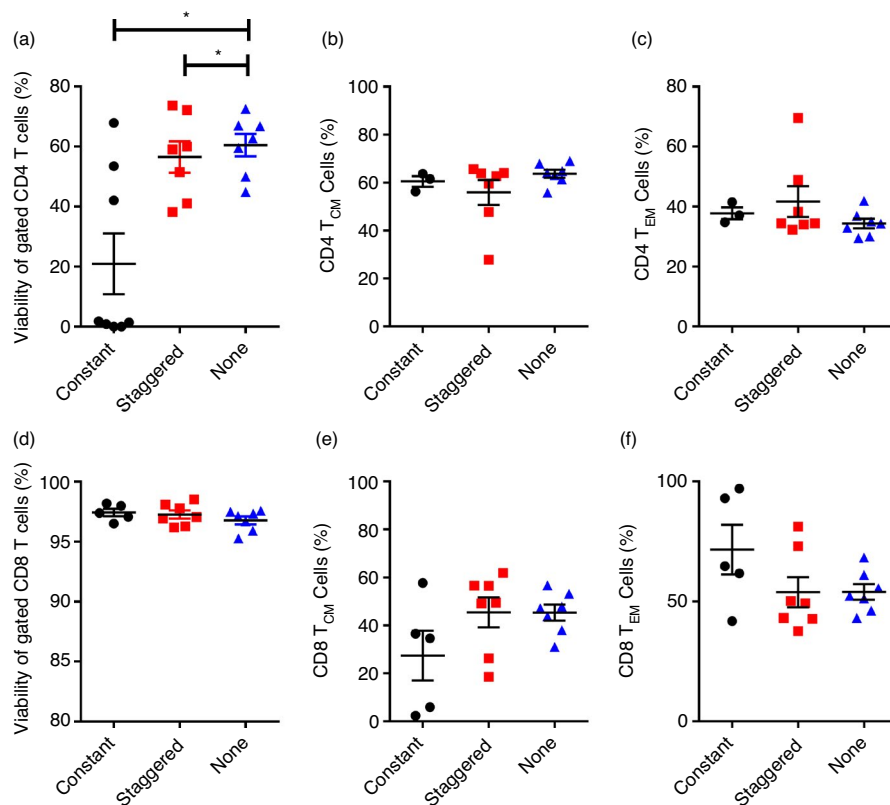 *
(a)
(b)
(c)
*
Viability of gated CD4 T cells (%)
80
60
40
20
0
Constant
Staggered
None
CD4 TCM Cells (%)
100
80
60
40
20
0
Constant
Staggered
None
CD4 TEM Cells (%)
80
60
40
20
0
Constant
Staggered
None
(d)
(e)
(f)
Viability of gated CD8 T cells (%)
100
95
90
85
80
Constant
Staggered
None
CD8 TCM Cells (%)
100
80
60
40
20
0
Constant
Staggered
None
CD8 TEM Cells (%)
100
50
0
Constant
Staggered
None